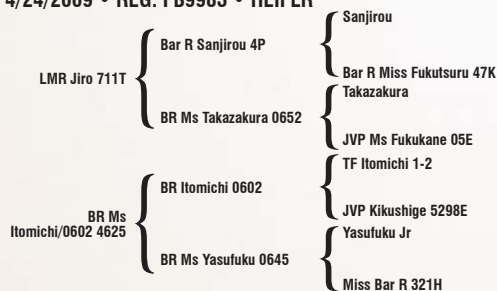 4/24/2009 • REG. • HEIFER
Sanjirou
Bar R Sanjirou 4P
LMR Jiro 711T
Bar R Miss Fukutsuru 47K
Takazakura
BR Ms Takazakura 0652
JVP Ms Fukukane 05E
TF Itomichi 1-2
BR Itomichi 0602
JVP Kikushige 5298E
BR Ms
Itomichi/0602 4625
Yasufuku Jr
BR Ms Yasufuku 0645
Miss Bar R 321H